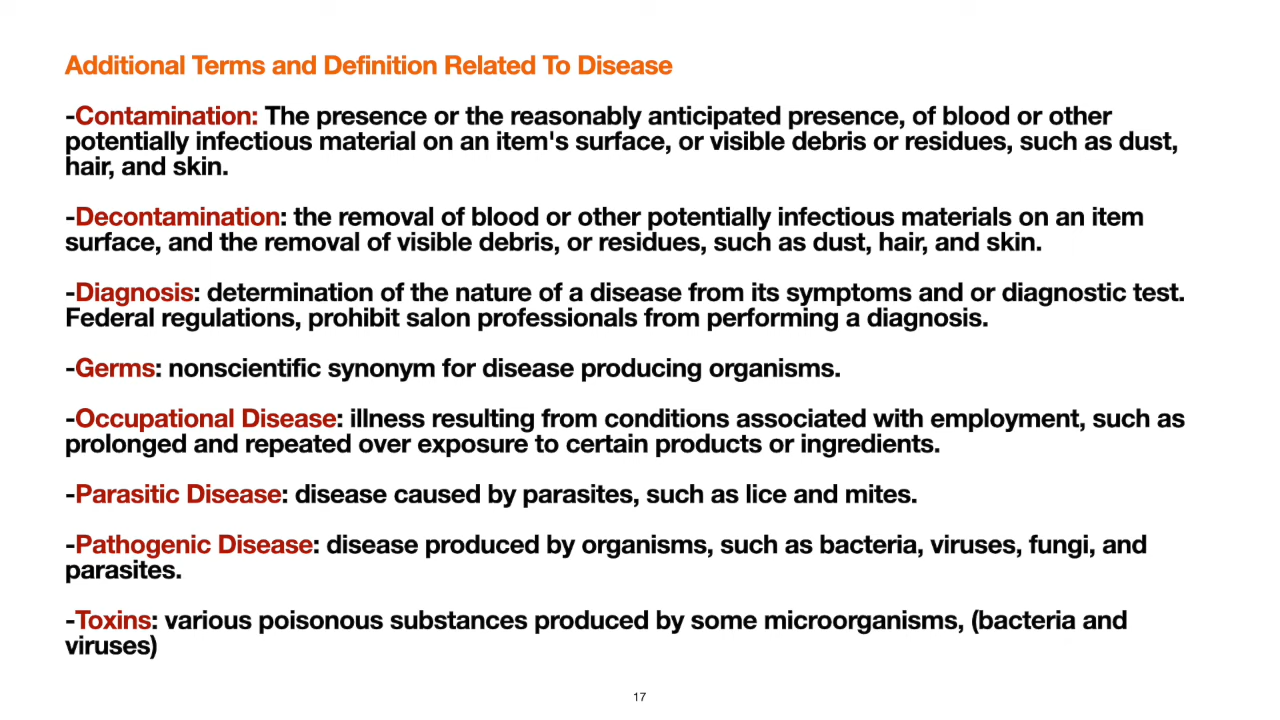 Additional Terms and Definition Related To Disease
-Contamination: The presence or the reasonably anticipated presence, of blood or other
potentially infectious material on an item's surface, or visible debris or residues, such as dust,
hair, and skin.
-Decontamination: the removal of blood or other potentially infectious materials on an item
surface, and the removal of visible debris, or residues, such as dust, hair, and skin.
-Diagnosis: determination of the nature of a disease from its symptoms and or diagnostic test.
Federal regulations, prohibit salon professionals from performing a diagnosis.
-Germs: nonscientific synonym for disease producing organisms.
-Occupational Disease: illness resulting from conditions associated with employment, such as
prolonged and repeated over exposure to certain products or ingredients.
-Parasitic Disease: disease caused by parasites, such as lice and mites.
-Pathogenic Disease: disease produced by organisms, such as bacteria, viruses, fungi, and
parasites.
-Toxins: various poisonous substances produced by some microorganisms, (bacteria and
viruses)
17